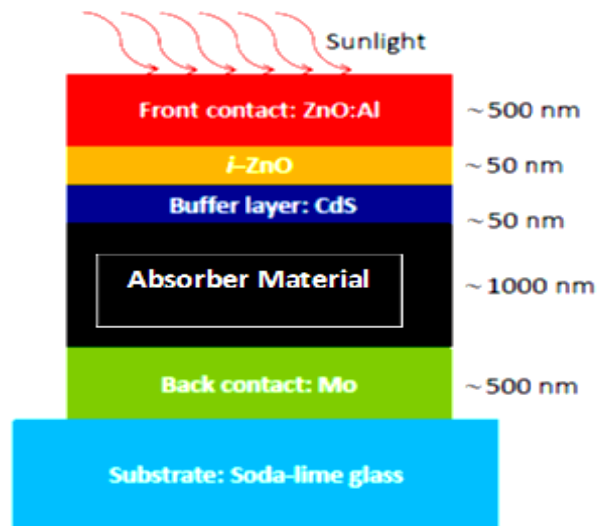 Sunlight
Front contact: ZnO:Al
~500 nm
i-ZnO
~50 nm
Buffer layer: CdS
~50 nm
Absorber Material
~1000 nm
Back contact: Mo
~500 nm
Substrate: Soda-lime glass